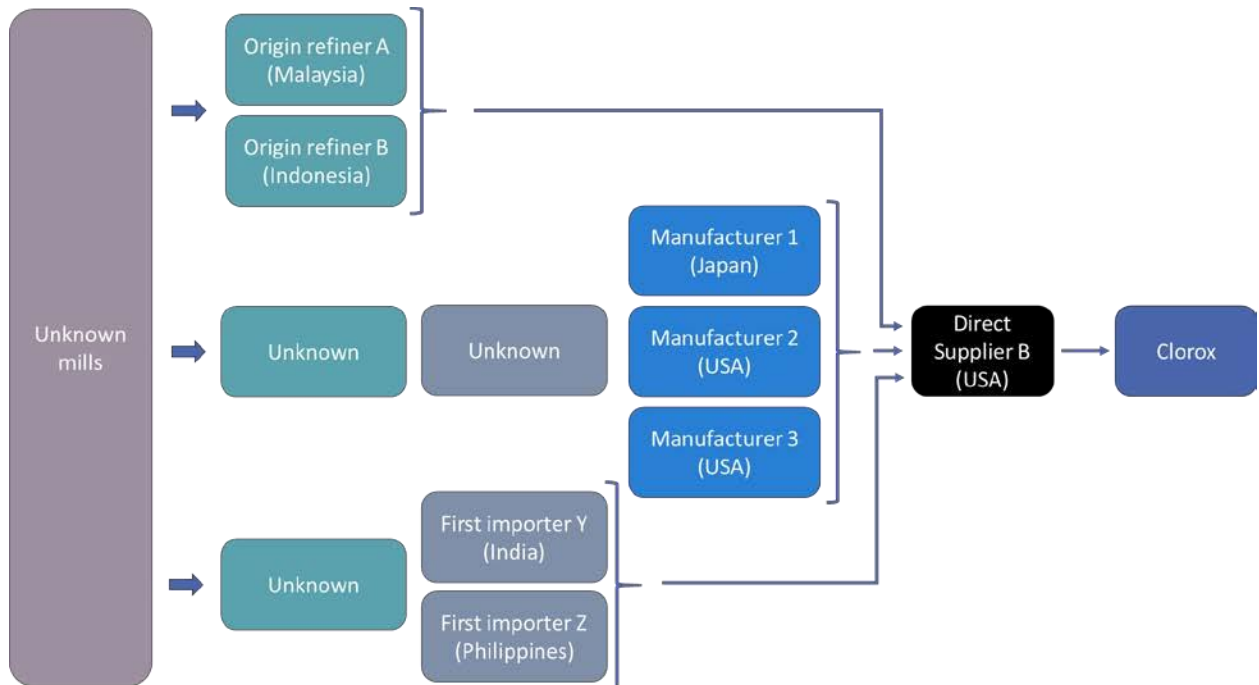 Unknown
mills
Origin refiner A
(Malaysia)
Origin refiner B
(Indonesia)
Unknown
Unknown
Manufacturer 1
(Japan)
Manufacturer 2
(USA)
Manufacturer 3
(USA)
Unknown
First importer Y
(India)
First importer Z
(Philippines)
Direct
Supplier B
(USA)
Clorox